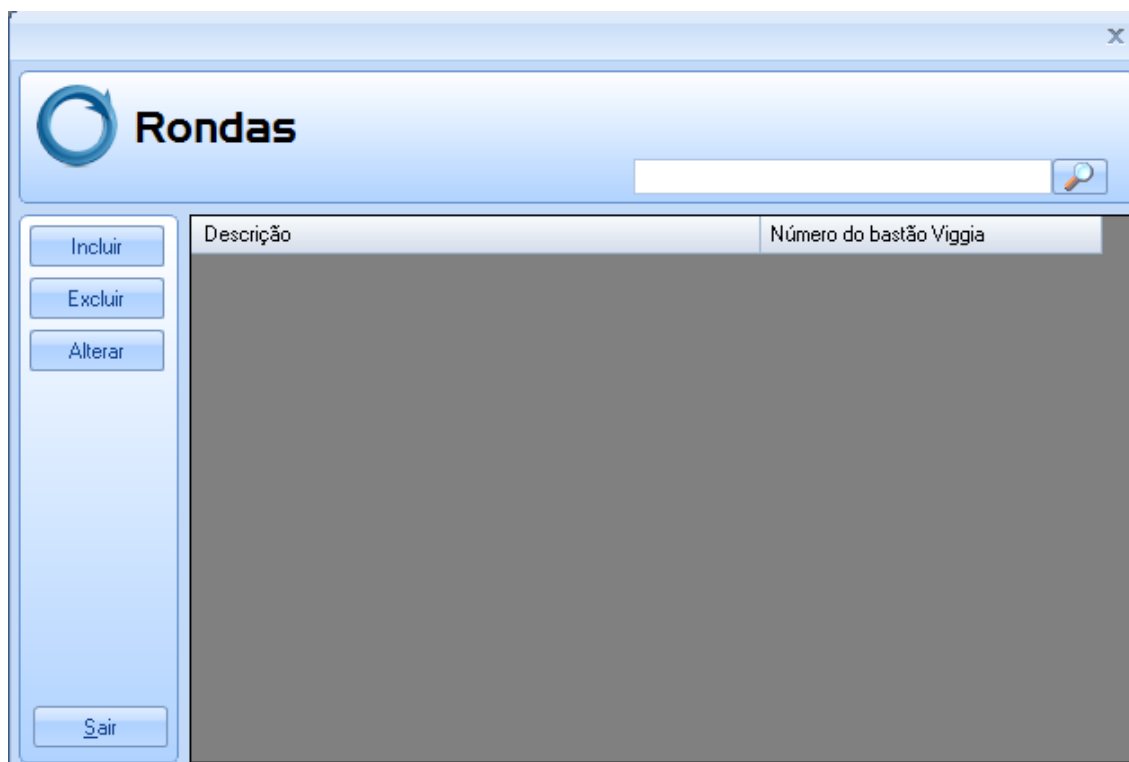 Rondas
Incluir
Excluir
Alterar
Sair
Descrição Número do bastão Viggia